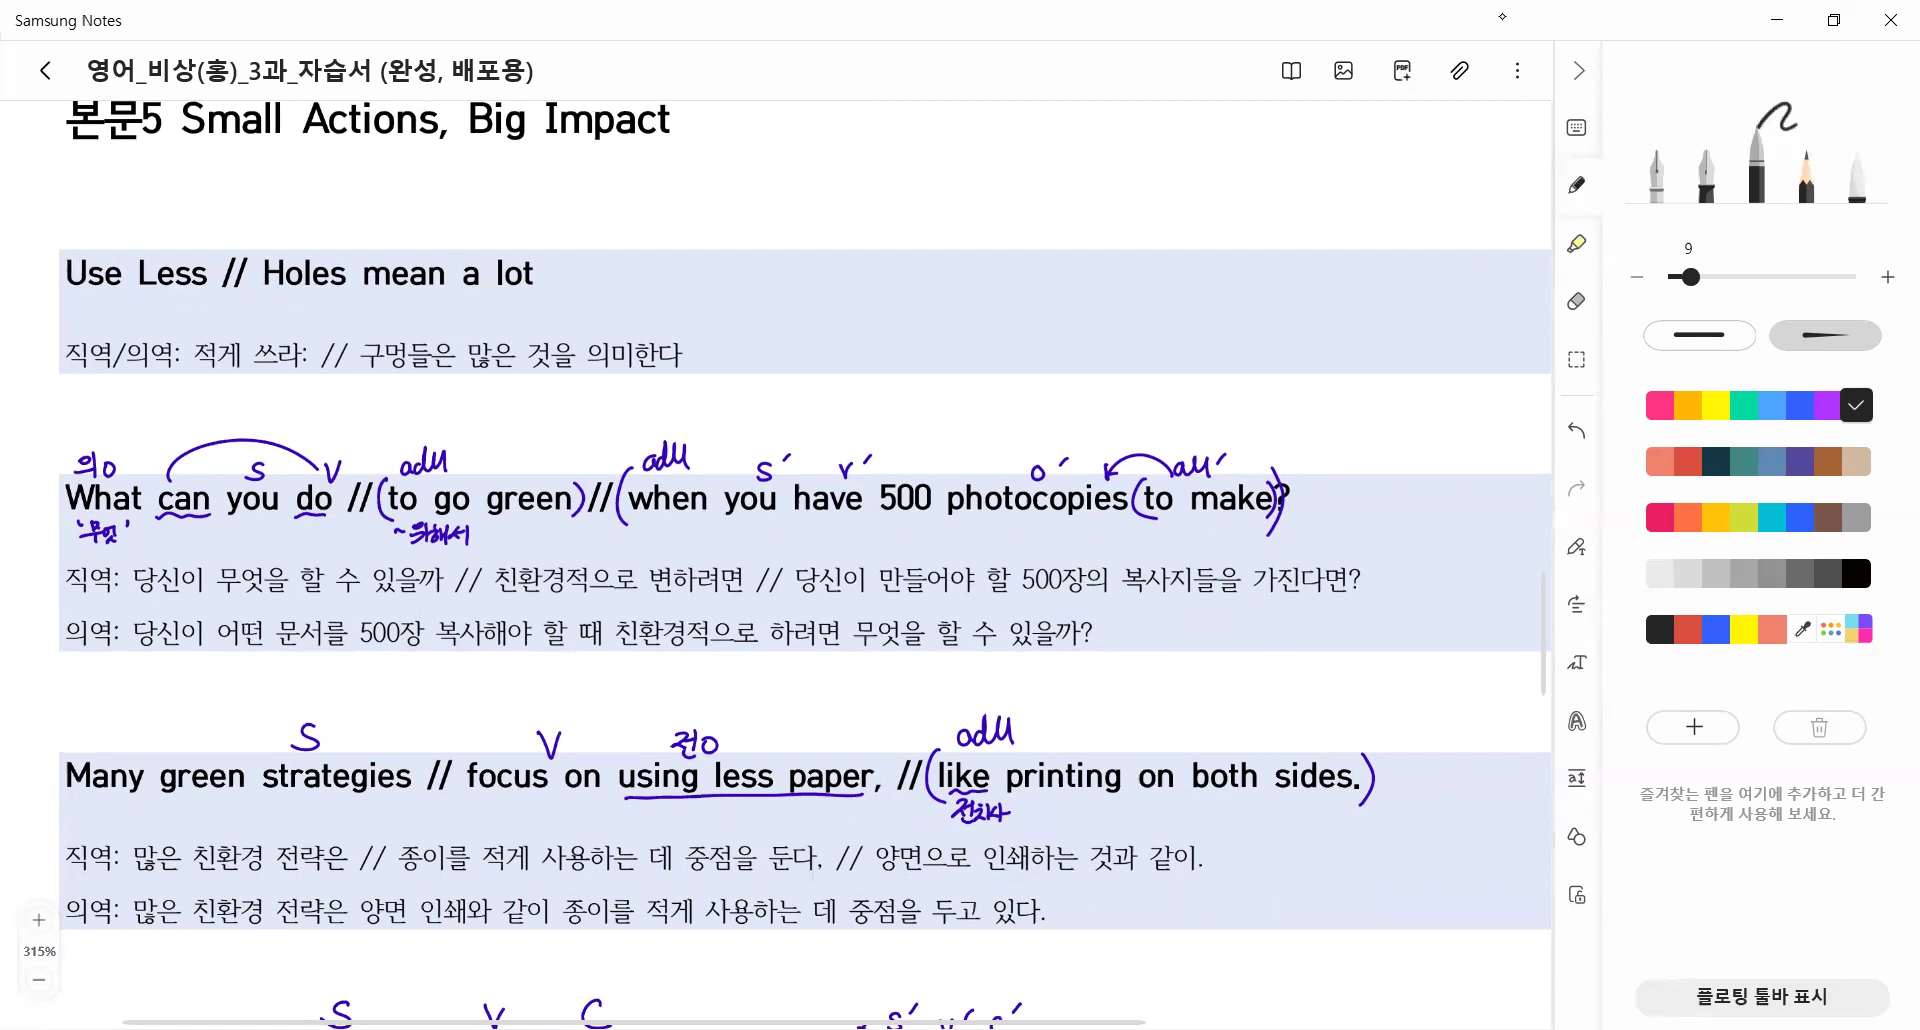 Samsung Notes
영어_비상(홍)_3과_자습서 (완성, 배포용)
본문5 Small Actions, Big Impact
Use Less // Holes mean a lot
직역/의역: 적게 쓰라: // 구멍들은 많은 것을 의미한다
의o S V adv adv s′ v′ o′ adv′
What can you do //(to go green)//(when you have 500 photocopies(to make)?
'무엇' ~위해서
직역: 당신이 무엇을 할 수 있을까 // 친환경적으로 변하려면 // 당신이 만들어야 할 500장의 복사지들을 가진다면?
의역: 당신이 어떤 문서를 500장 복사해야 할 때 친환경적으로 하려면 무엇을 할 수 있을까?
S V 전o adv
Many green strategies // focus on using less paper, //(like printing on both sides.)
전치사
직역: 많은 친환경 전략은 // 종이를 적게 사용하는 데 중점을 둔다, // 양면으로 인쇄하는 것과 같이.
의역: 많은 친환경 전략은 양면 인쇄와 같이 종이를 적게 사용하는 데 중점을 두고 있다.
S V C s′
315%
9
즐겨찾는 펜을 여기에 추가하고 더 간
편하게 사용해 보세요.
플로팅 툴바 표시